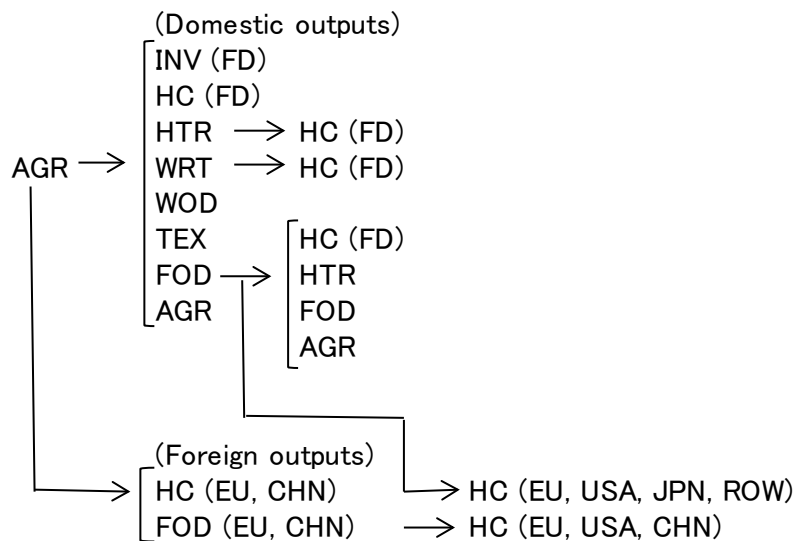 (Domestic outputs)
INV (FD)
HC (FD)
HTR → HC (FD)
AGR → WRT → HC (FD)
WOD
TEX HC (FD)
FOD → HTR
AGR FOD
AGR
(Foreign outputs)
HC (EU, CHN) → HC (EU, USA, JPN, ROW)
FOD (EU, CHN) → HC (EU, USA, CHN)